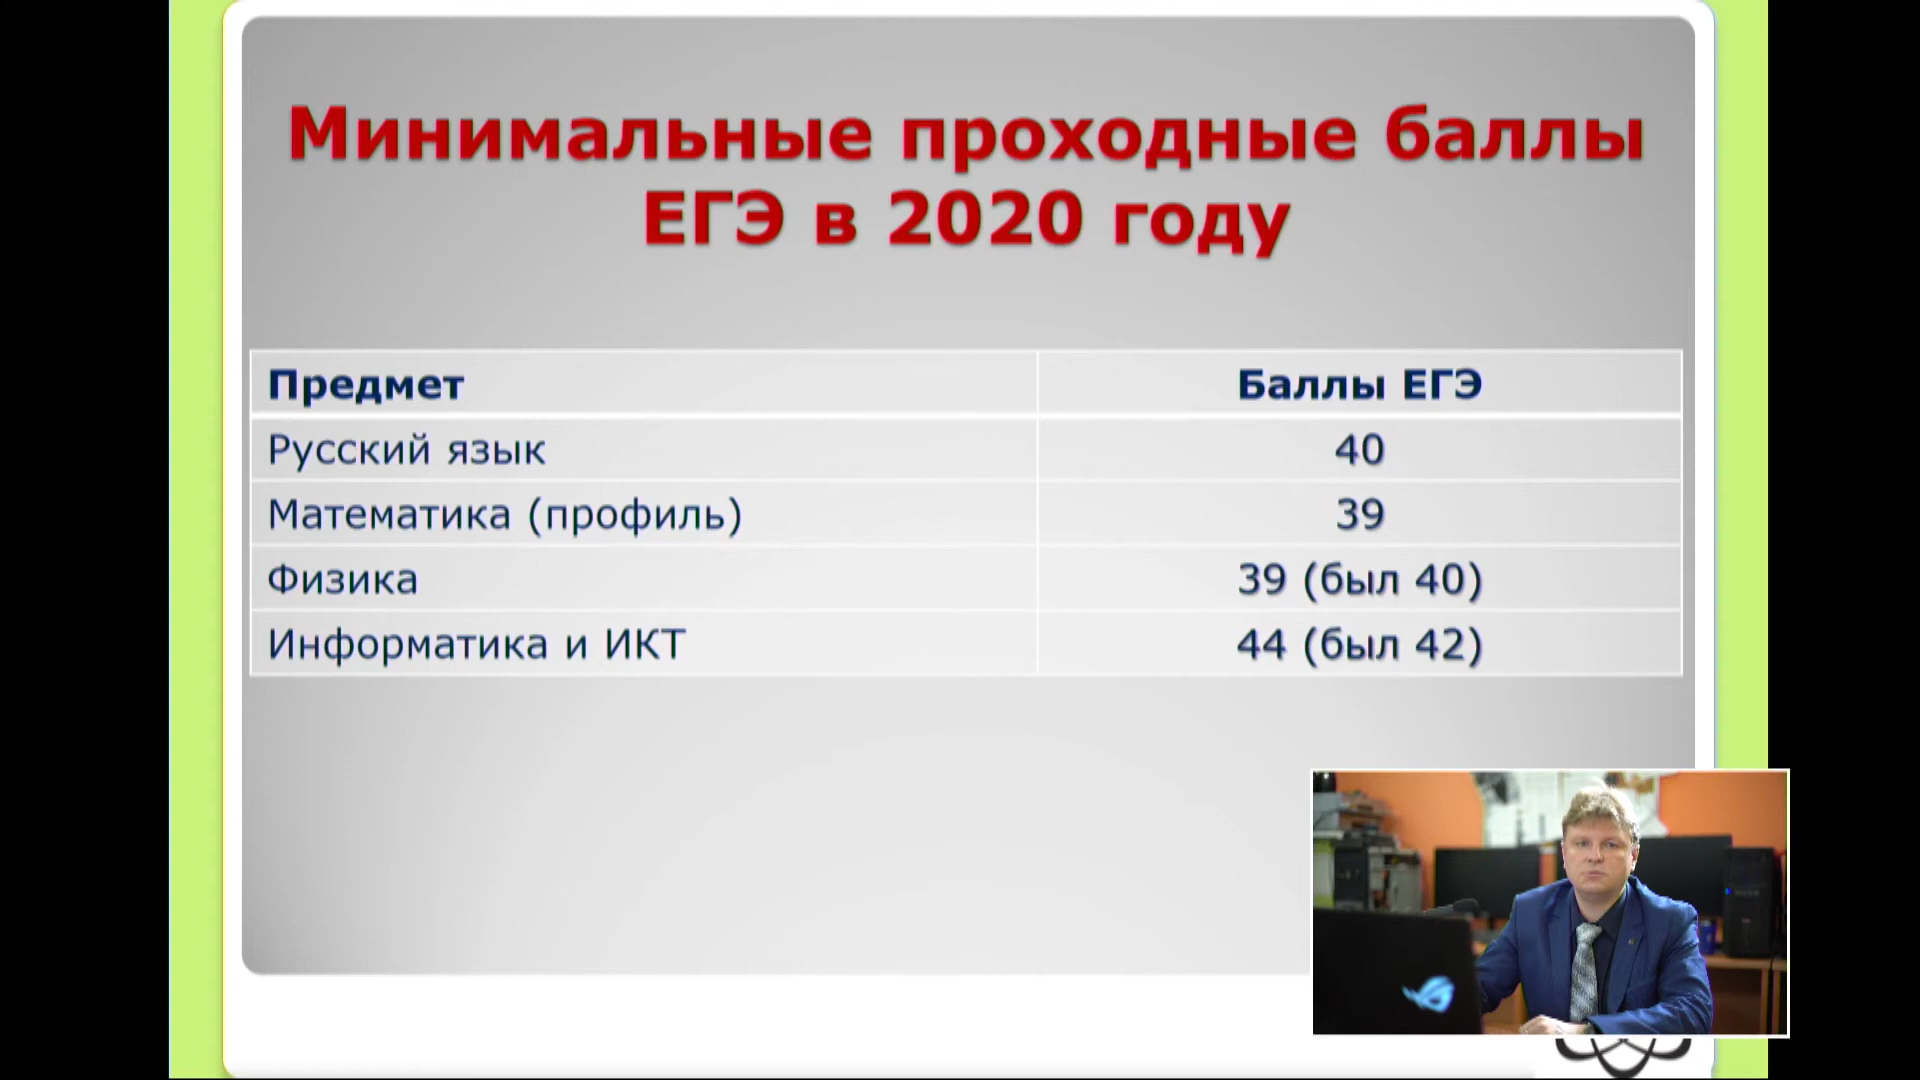 Минимальные проходные баллы
ЕГЭ в 2020 году
Предмет Баллы ЕГЭ
Русский язык 40
Математика (профиль) 39
Физика 39 (был 40)
Информатика и ИКТ 44 (был 42)